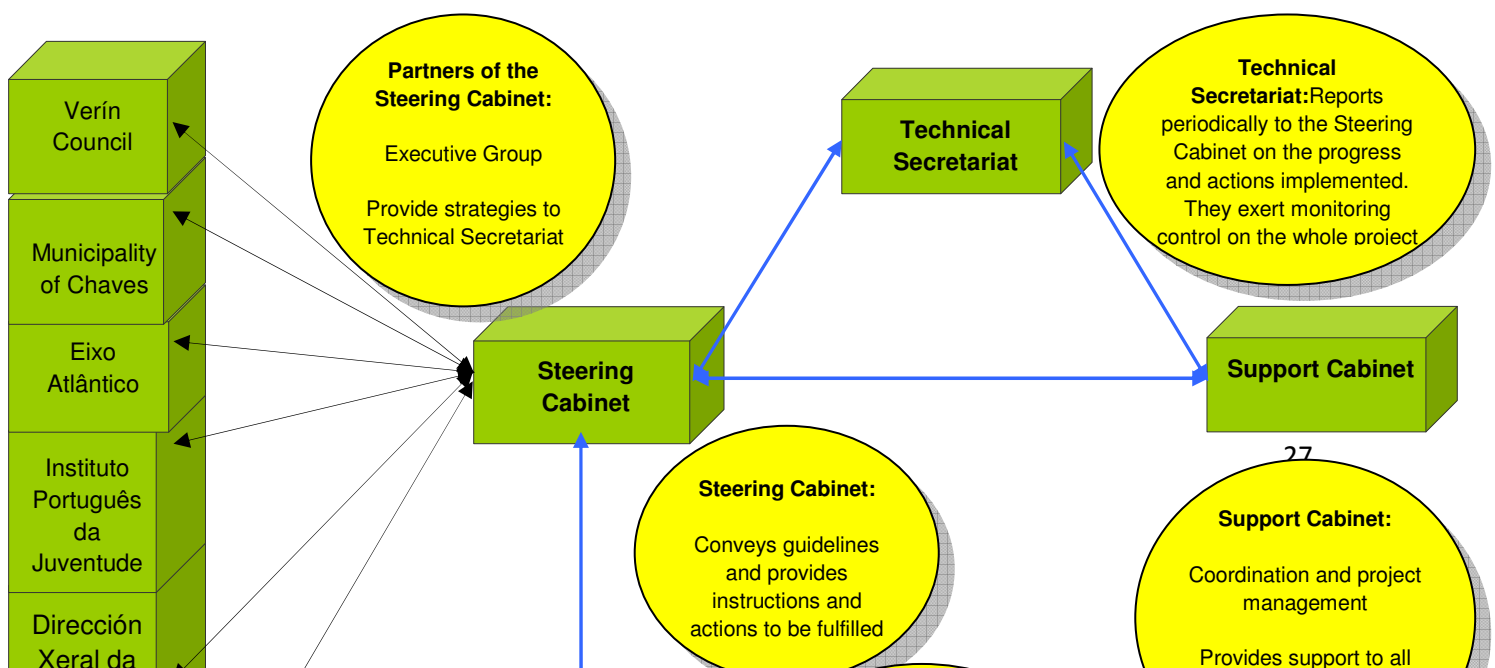 Verín
Council
Municipality
of Chaves
Eixo
Atlântico
Instituto
Português
da
Juventude
Dirección
Xeral da
Partners of the
Steering Cabinet:
Executive Group
Provide strategies to
Technical Secretariat
Technical
Secretariat
Technical
Secretariat:Reports
periodically to the Steering
Cabinet on the progress
and actions implemented.
They exert monitoring
control on the whole project
Steering
Cabinet
Support Cabinet
27
Steering Cabinet:
Conveys guidelines
and provides
instructions and
actions to be fulfilled
Support Cabinet:
Coordination and project
management
Provides support to all